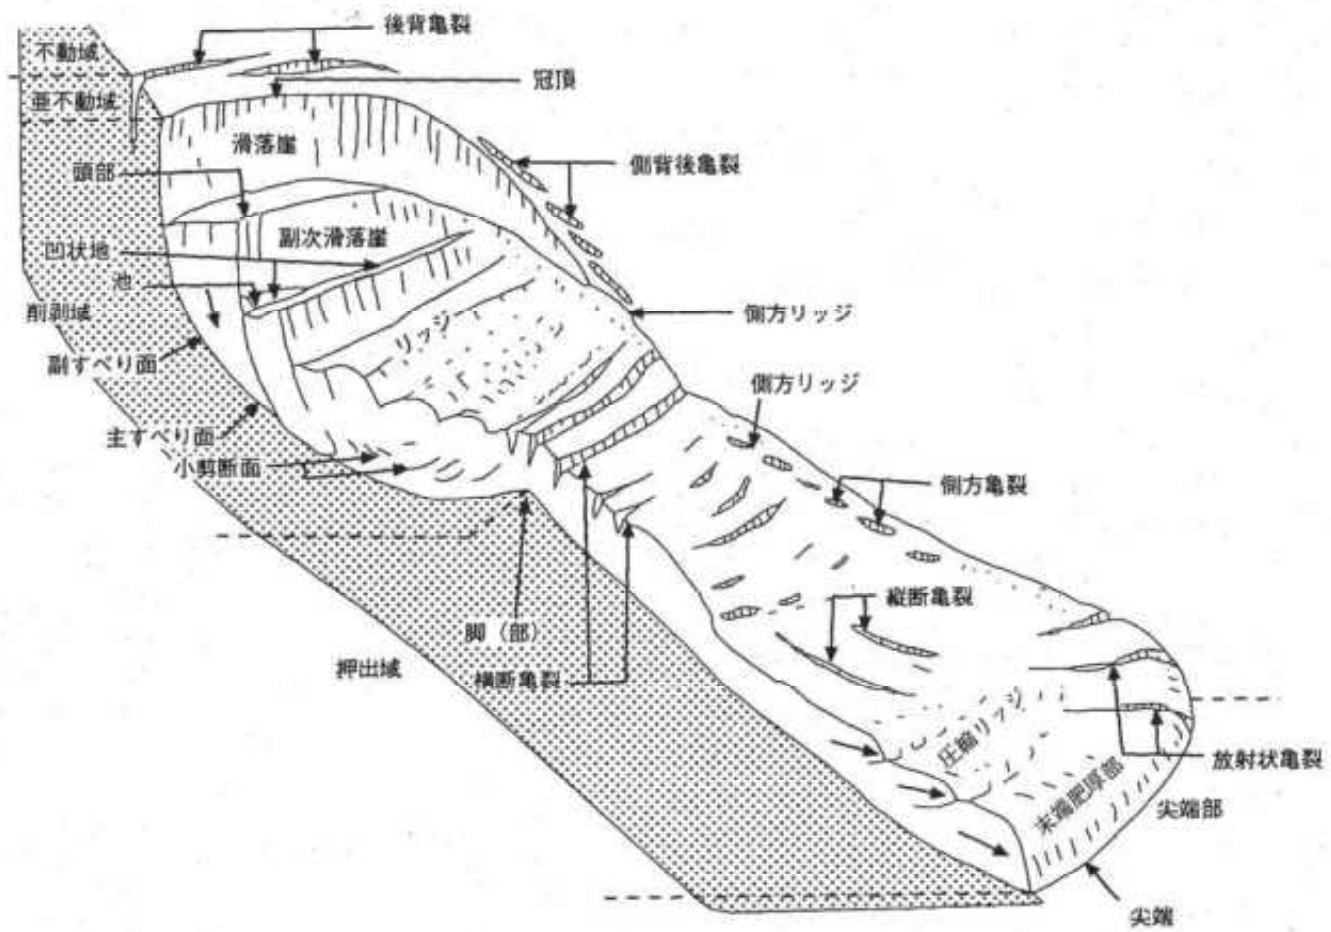 後背亀裂
不動域
冠頂
亜不動域
滑落崖
側背後亀裂
頭部
副次滑落崖
凹状地
池
側方リッジ
削剥域
リッジ
副すべり面
側方リッジ
主すべり面
小剪断面
側方亀裂
縦断亀裂
脚（部）
押出域
横断亀裂
圧縮リッジ
放射状亀裂
末端肥厚部
尖端部
尖端